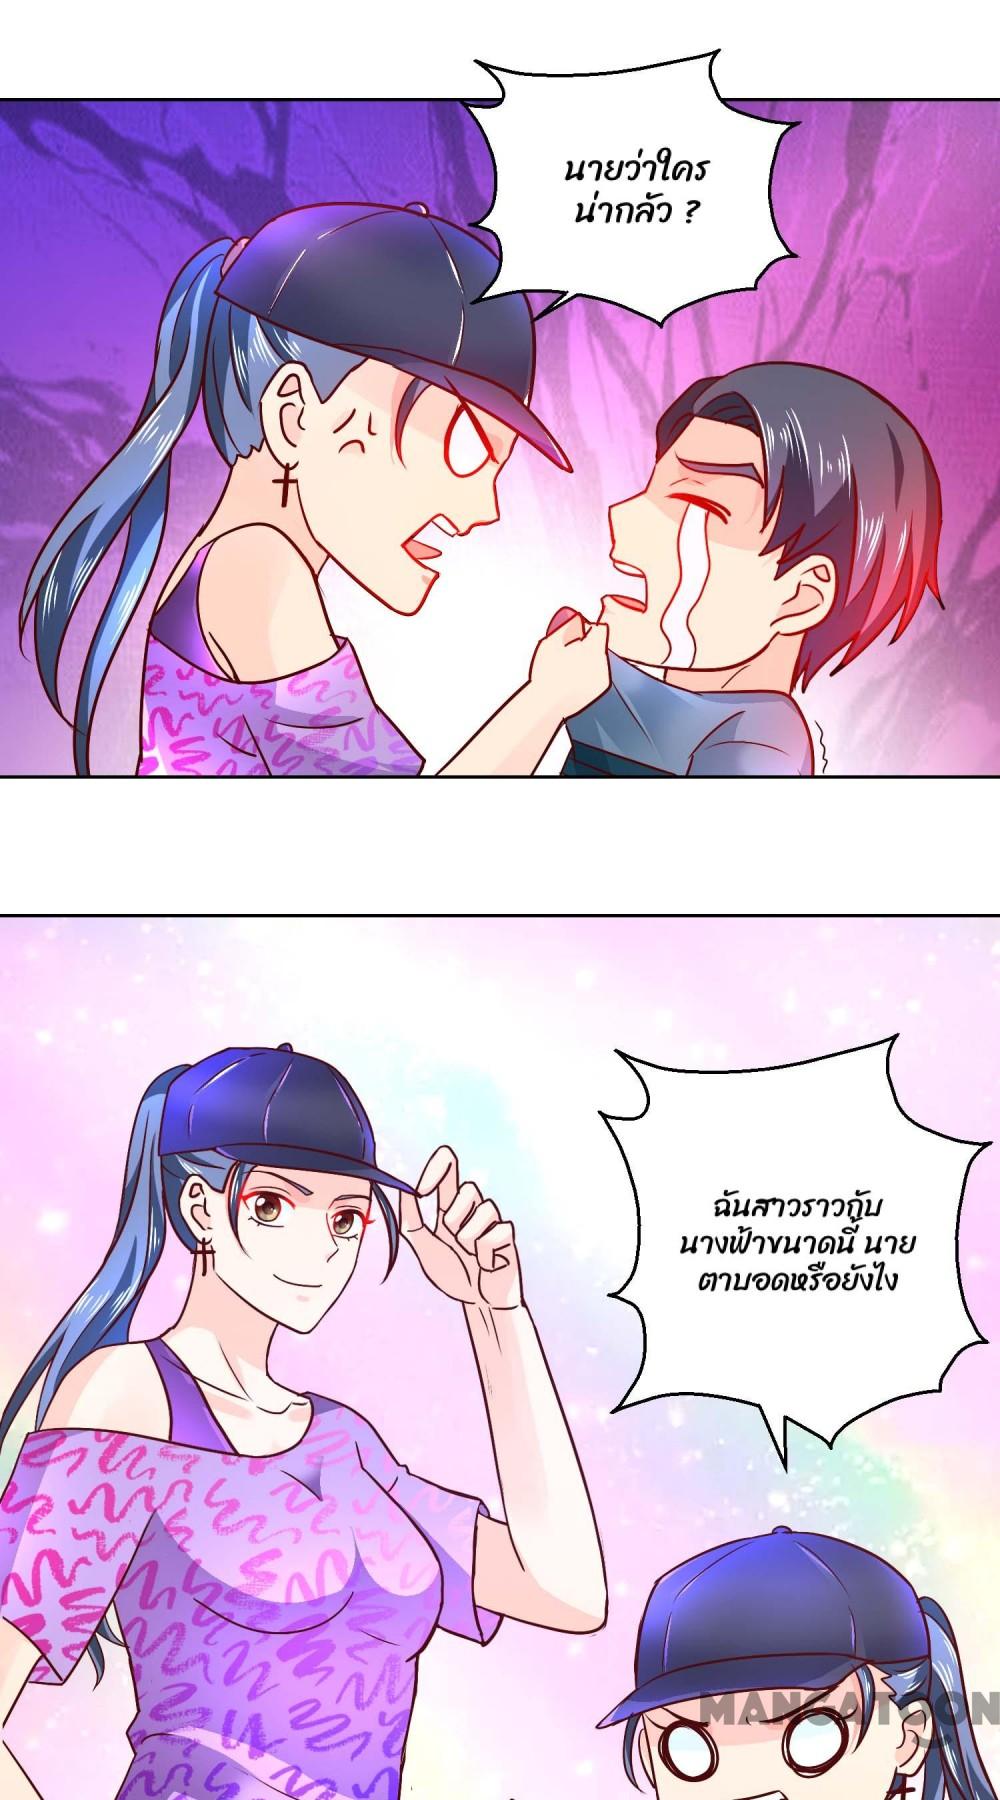 นายว่าใคร
น่ากลัว ?
ฉันสาวราวกับ
นางฟ้าขนาดนี้ นาย
ตาบอดหรือยังไง
MANGATOON